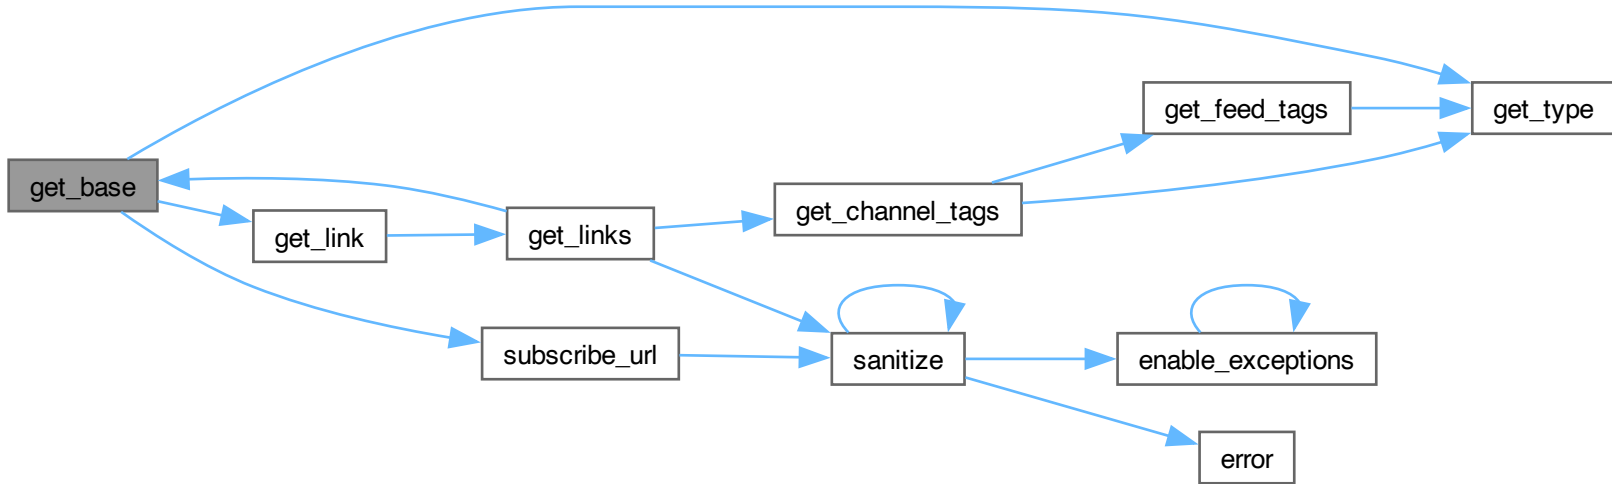 get_base
get_link
get_links
subscribe_url
get_channel_tags
sanitize
get_feed_tags
enable_exceptions
error
get_type